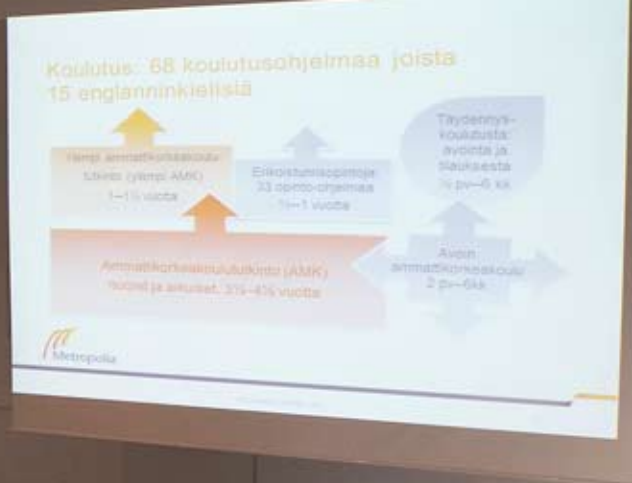 Koulutus: 68 koulutusohjelmaa joista
15 englanninkielisiä
Ylempi ammattikorkeakoulu-
tutkinto (ylempi AMK)
1–1½ vuotta
Erikoistumisopintoja:
33 opinto-ohjelmaa
½–1 vuotta
Täydennys-
koulutusta:
avointa ja
tilauksesta
½ pv–6 kk
Ammattikorkeakoulututkinto (AMK)
nuoret ja aikuiset, 3½–4½ vuotta
Avoin
ammattikorkeakoulu
2 pv–6kk
Metropolia